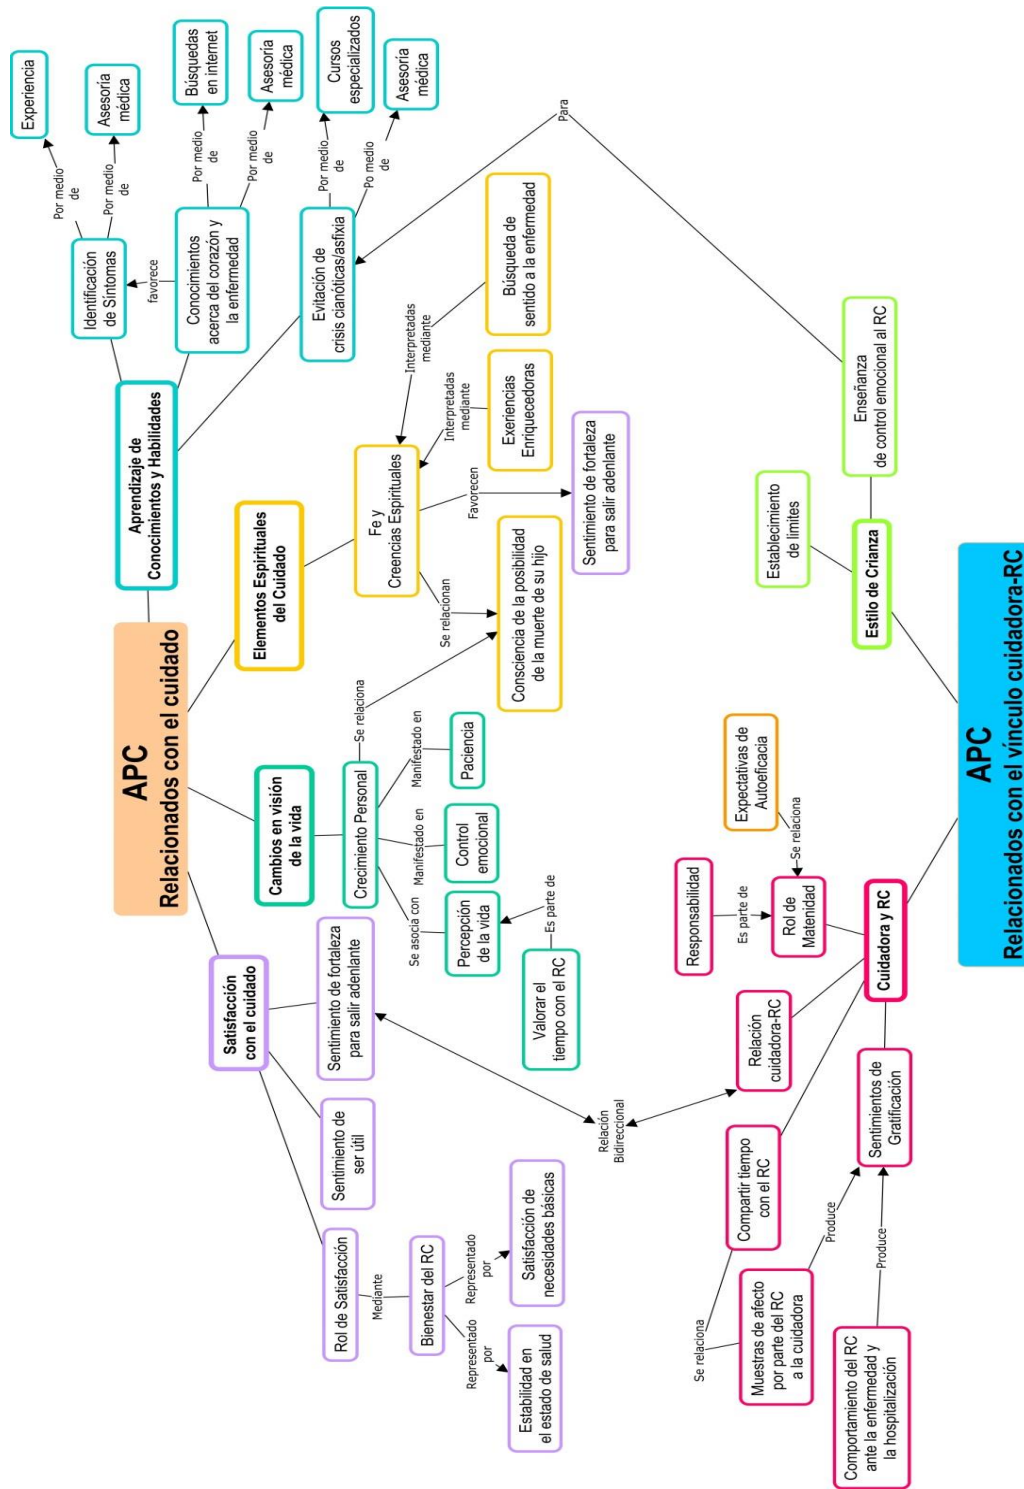 APC
Relacionados con el cuidado
Satisfacción
con el cuidado
Rol de Satisfacción
Mediante
Bienestar del RC
Representado
por
Estabilidad en
el estado de salud
Representado
por
Satisfacción de
necesidades básicas
Sentimiento de
ser útil
Sentimiento de fortaleza
para salir adenlante
Relación
Bidireccional
Cambios en visión
de la vida
Crecimiento Personal
Se asocia con
Percepción
de la vida
Es parte de
Valorar el
tiempo con el RC
Manifestado en
Control
emocional
Manifestado en
Paciencia
Se relaciona
Elementos Espirituales
del Cuidado
Fe y
Creencias Espirituales
Se relacionan
Consciencia de la posibilidad
de la muerte de su hijo
Favorecen
Sentimiento de fortaleza
para salir adenlante
Interpretadas
mediante
Exeriencias
Enriquecedoras
Interpretadas
mediante
Búsqueda de
sentido a la enfermedad
Aprendizaje de
Conocimientos y Habilidades
Identificación
de Síntomas
Por medio
de
Experiencia
Por medio
de
Asesoría
médica
favorece
Conocimientos
acerca del corazón y
la enfermedad
Por medio
de
Búsquedas
en internet
Por medio
de
Asesoría
médica
Evitación de
crisis cianóticas/asfixia
Por medio
de
Cursos
especializados
Po medio
de
Asesoría
médica
Para
APC
Relacionados con el vínculo cuidadora-RC
Cuidadora y RC
Sentimientos de
Gratificación
Produce
Comportamiento del RC
ante la enfermedad y
la hospitalización
Produce
Muestras de afecto
por parte del RC
a la cuidadora
Se relaciona
Compartir tiempo
con el RC
Relación
cuidadora-RC
Rol de
Matenidad
Es parte de
Responsabilidad
Se relaciona
Expectativas de
Autoeficacia
Estilo de Crianza
Establecimiento
de limites
Enseñanza
de control emocional al RC